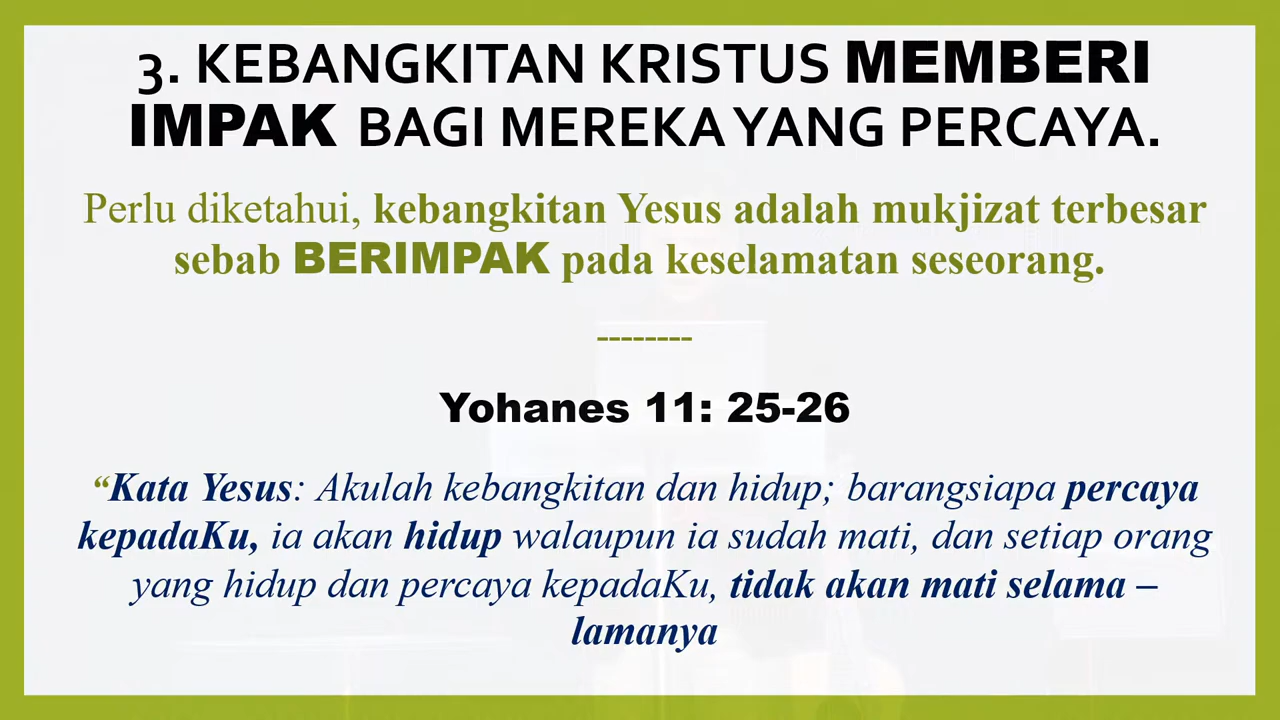 3. KEBANGKITAN KRISTUS MEMBERI
IMPAK BAGI MEREKA YANG PERCAYA.
Perlu diketahui, kebangkitan Yesus adalah mukjizat terbesar
sebab BERIMPAK pada keselamatan seseorang.
--------
Yohanes 11: 25-26
“Kata Yesus: Akulah kebangkitan dan hidup; barangsiapa percaya
kepadaKu, ia akan hidup walaupun ia sudah mati, dan setiap orang
yang hidup dan percaya kepadaKu, tidak akan mati selama –
lamanya